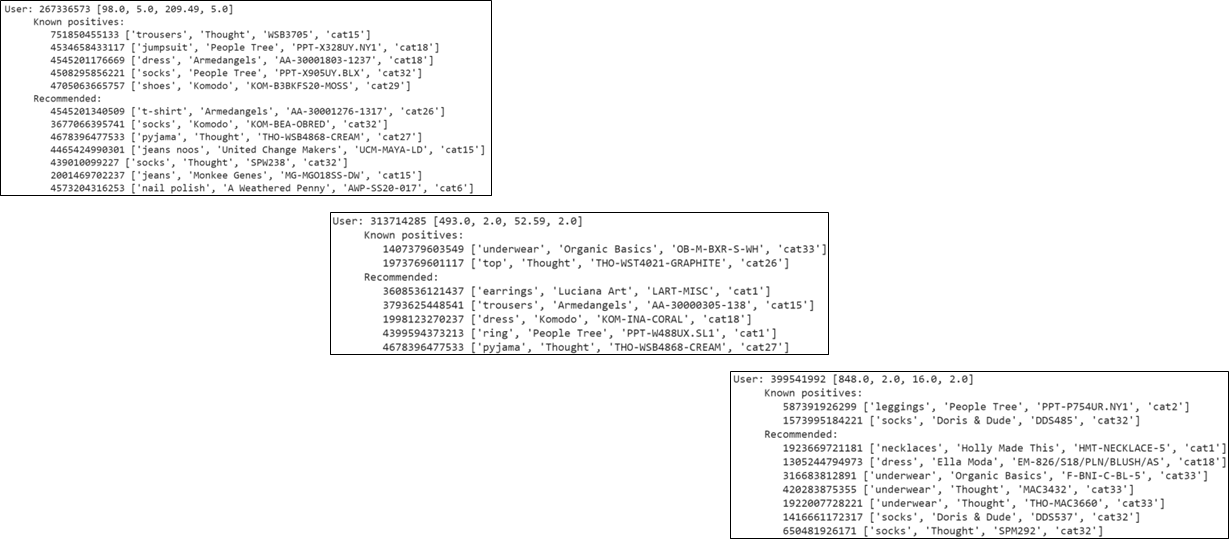 User: 267336573 [98.0, 5.0, 209.49, 5.0]
Known positives:
751850455133 ['trousers', 'Thought', 'WSB3705', 'cat15']
4534658433117 ['jumpsuit', 'People Tree', 'PPT-X328UY.NY1', 'cat18']
4545201176669 ['dress', 'Armedangels', 'AA-30001803-1237', 'cat18']
4508295856221 ['socks', 'People Tree', 'PPT-X905UY.BLX', 'cat32']
4705063665757 ['shoes', 'Komodo', 'KOM-B3BKFS20-MOSS', 'cat29']
Recommended:
4545201340509 ['t-shirt', 'Armedangels', 'AA-30001276-1317', 'cat26']
3677066395741 ['socks', 'Komodo', 'KOM-BEA-OBRED', 'cat32']
4678396477533 ['pyjama', 'Thought', 'THO-WSB4868-CREAM', 'cat27']
4465424990301 ['jeans noos', 'United Change Makers', 'UCM-MAYA-LD', 'cat15']
439010099227 ['socks', 'Thought', 'SPW238', 'cat32']
2001469702237 ['jeans', 'Monkee Genes', 'MG-MGO18SS-DW', 'cat15']
4573204316253 ['nail polish', 'A Weathered Penny', 'AWP-SS20-017', 'cat6']
User: 313714285 [493.0, 2.0, 52.59, 2.0]
Known positives:
1407379603549 ['underwear', 'Organic Basics', 'OB-M-BXR-S-WH', 'cat33']
1973769601117 ['top', 'Thought', 'THO-WST4021-GRAPHITE', 'cat26']
Recommended:
3608536121437 ['earrings', 'Luciana Art', 'LART-MISC', 'cat1']
3793625448541 ['trousers', 'Armedangels', 'AA-30000305-138', 'cat15']
1998123270237 ['dress', 'Komodo', 'KOM-INA-CORAL', 'cat18']
4399594373213 ['ring', 'People Tree', 'PPT-W488UX.SL1', 'cat1']
4678396477533 ['pyjama', 'Thought', 'THO-WSB4868-CREAM', 'cat27']
User: 399541992 [848.0, 2.0, 16.0, 2.0]
Known positives:
587391926299 ['leggings', 'People Tree', 'PPT-P754UR.NY1', 'cat2']
1573995184221 ['socks', 'Doris & Dude', 'DDS485', 'cat32']
Recommended:
1923669721181 ['necklaces', 'Holly Made This', 'HMT-NECKLACE-5', 'cat1']
1305244794973 ['dress', 'Ella Moda', 'EM-826/S18/PLN/BLUSH/AS', 'cat18']
316683812891 ['underwear', 'Organic Basics', 'F-BNI-C-BL-5', 'cat33']
420283875355 ['underwear', 'Thought', 'MAC3432', 'cat33']
1922007728221 ['underwear', 'Thought', 'THO-MAC3660', 'cat33']
1416661172317 ['socks', 'Doris & Dude', 'DDS537', 'cat32']
650481926171 ['socks', 'Thought', 'SPM292', 'cat32']